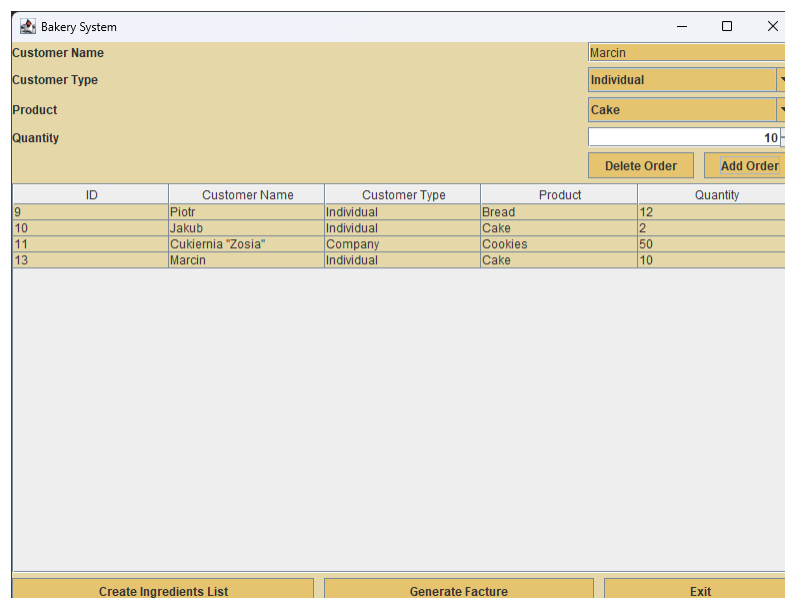 Bakery System
Customer Name Marcin
Customer Type Individual
Product Cake
Quantity 10
Delete Order Add Order
ID Customer Name Customer Type Product Quantity
9 Piotr Individual Bread 12
10 Jakub Individual Cake 2
11 Cukiernia "Zosia" Company Cookies 50
13 Marcin Individual Cake 10
Create Ingredients List Generate Facture Exit